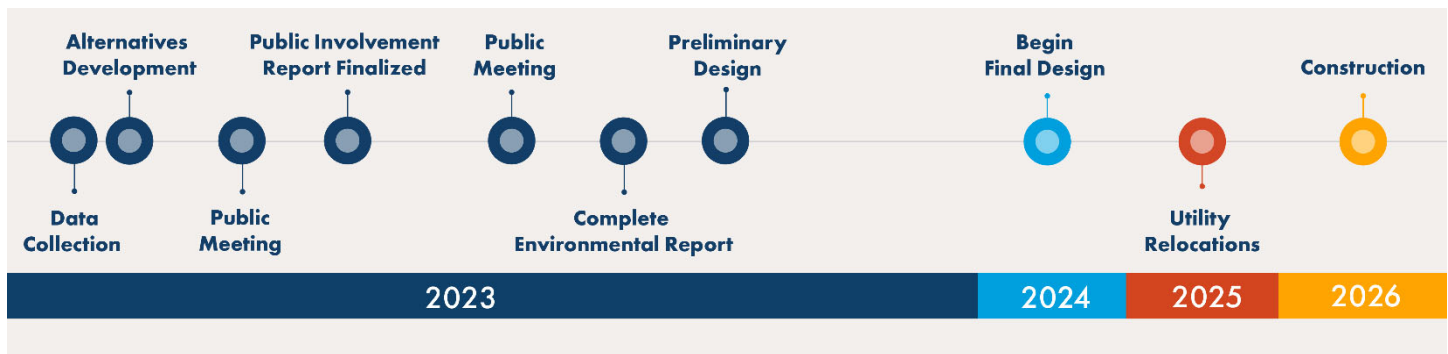 Alternatives
Development
Public Involvement
Report Finalized
Public
Meeting
Preliminary
Design
Begin
Final Design
Construction
Data
Collection
Public
Meeting
Complete
Environmental Report
Utility
Relocations
2023
2024
2025
2026